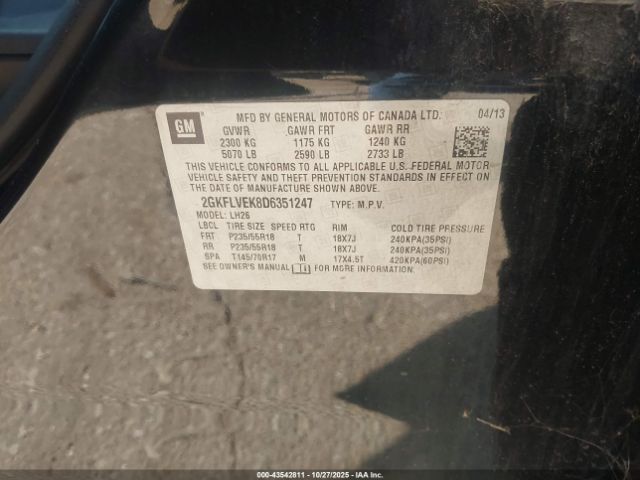 GM
MFD BY GENERAL MOTORS OF CANADA LTD. 04/13
GVWR GAWR FRT GAWR RR
2300 KG 1175 KG 1240 KG
5070 LB 2590 LB 2733 LB
THIS VEHICLE CONFORMS TO ALL APPLICABLE U.S. FEDERAL MOTOR
VEHICLE SAFETY AND THEFT PREVENTION STANDARDS IN EFFECT ON
THE DATE OF MANUFACTURE SHOWN ABOVE.
2GKFLVEK8D6351247 TYPE: M.P.V.
MODEL: LH26
LBCL TIRE SIZE SPEED RTG RIM COLD TIRE PRESSURE
FRT P235/55R18 T 18X7J 240KPA(35PSI)
RR P235/55R18 T 18X7J 240KPA(35PSI)
SPA T145/70R17 M 17X4.5T 420KPA(60PSI)
SEE OWNER'S MANUAL FOR MORE INFORMATION.
000-43542811 - 10/27/2025 - IAAI.COM